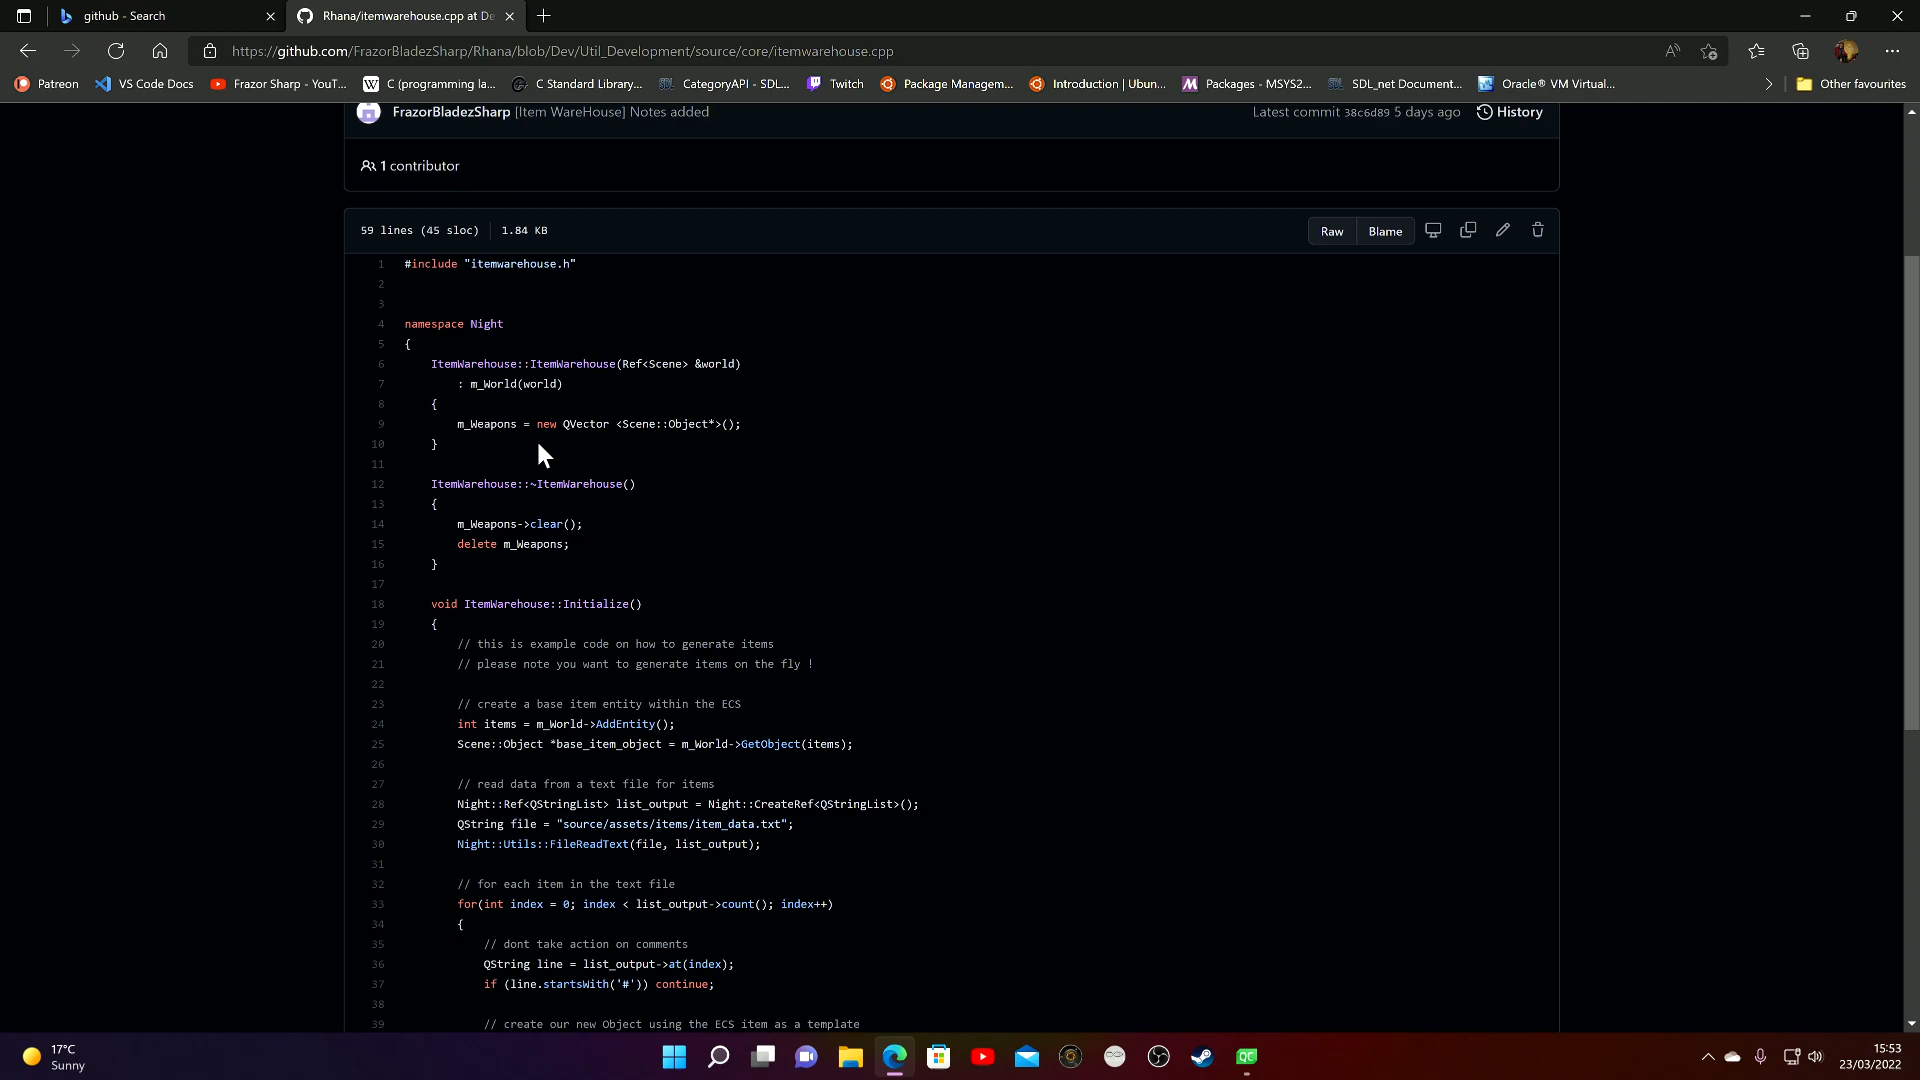 github - Search
Rhana/itemwarehouse.cpp at De
https://github.com/FrazorBladezSharp/Rhana/blob/Dev/Util_Development/source/core/itemwarehouse.cpp
Patreon VS Code Docs Frazor Sharp - YouT... C (programming la... C Standard Library,... CategoryAPI - SDL... Twitch Package Managem... Introduction | Ubun... Packages - MSYS2... SDL_net Document... Oracle® VM Virtual... Other favourites
FrazorBladezSharp [Item WareHouse] Notes added Latest commit 38c6d89 5 days ago History
1 contributor
59 lines (45 sloc) 1.84 KB Raw Blame
1 #include "itemwarehouse.h"
2
3
4 namespace Night
5 {
6 ItemWarehouse::ItemWarehouse(Ref<Scene> &world)
7 : m_World(world)
8 {
9 m_Weapons = new QVector <Scene::Object*>();
10 }
11
12 ItemWarehouse::~ItemWarehouse()
13 {
14 m_Weapons->clear();
15 delete m_Weapons;
16 }
17
18 void ItemWarehouse::Initialize()
19 {
20 // this is example code on how to generate items
21 // please note you want to generate items on the fly !
22
23 // create a base item entity within the ECS
24 int items = m_World->AddEntity();
25 Scene::Object *base_item_object = m_World->GetObject(items);
26
27 // read data from a text file for items
28 Night::Ref<QStringList> list_output = Night::CreateRef<QStringList>();
29 QString file = "source/assets/items/item_data.txt";
30 Night::Utils::FileReadText(file, list_output);
31
32 // for each item in the text file
33 for(int index = 0; index < list_output->count(); index++)
34 {
35 // dont take action on comments
36 QString line = list_output->at(index);
37 if (line.startsWith('#')) continue;
38
39 // create our new Object using the ECS item as a template
17°C
Sunny
QC
15:53
23/03/2022